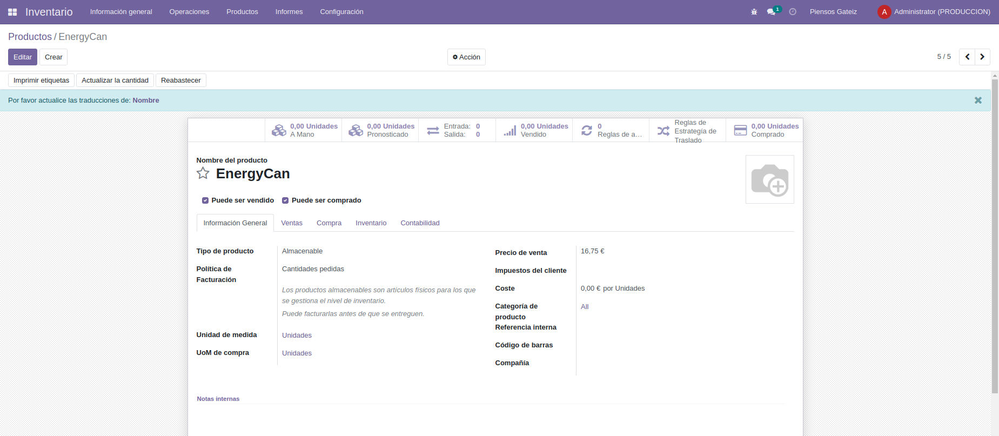 Inventario Información general Operaciones Productos Informes Configuración 1 Piensos Gateiz A Administrator (PRODUCCION)
Productos / EnergyCan
Editar Crear Acción 5 / 5
Imprimir etiquetas Actualizar la cantidad Reabastecer
Por favor actualice las traducciones de: Nombre
0,00 Unidades
A Mano
0,00 Unidades
Pronosticado
Entrada: 0
Salida: 0
0,00 Unidades
Vendido
0
Reglas de a…
Reglas de
Estrategía de
Traslado
0,00 Unidades
Comprado
Nombre del producto
EnergyCan
Puede ser vendido Puede ser comprado
Información General Ventas Compra Inventario Contabilidad
Tipo de producto Almacenable
Política de
Facturación
Cantidades pedidas
Los productos almacenables son artículos físicos para los que
se gestiona el nivel de inventario.
Puede facturarlas antes de que se entreguen.
Unidad de medida Unidades
UoM de compra Unidades
Precio de venta 16,75 €
Impuestos del cliente
Coste 0,00 € por Unidades
Categoría de
producto
All
Referencia interna
Código de barras
Compañía
Notas internas